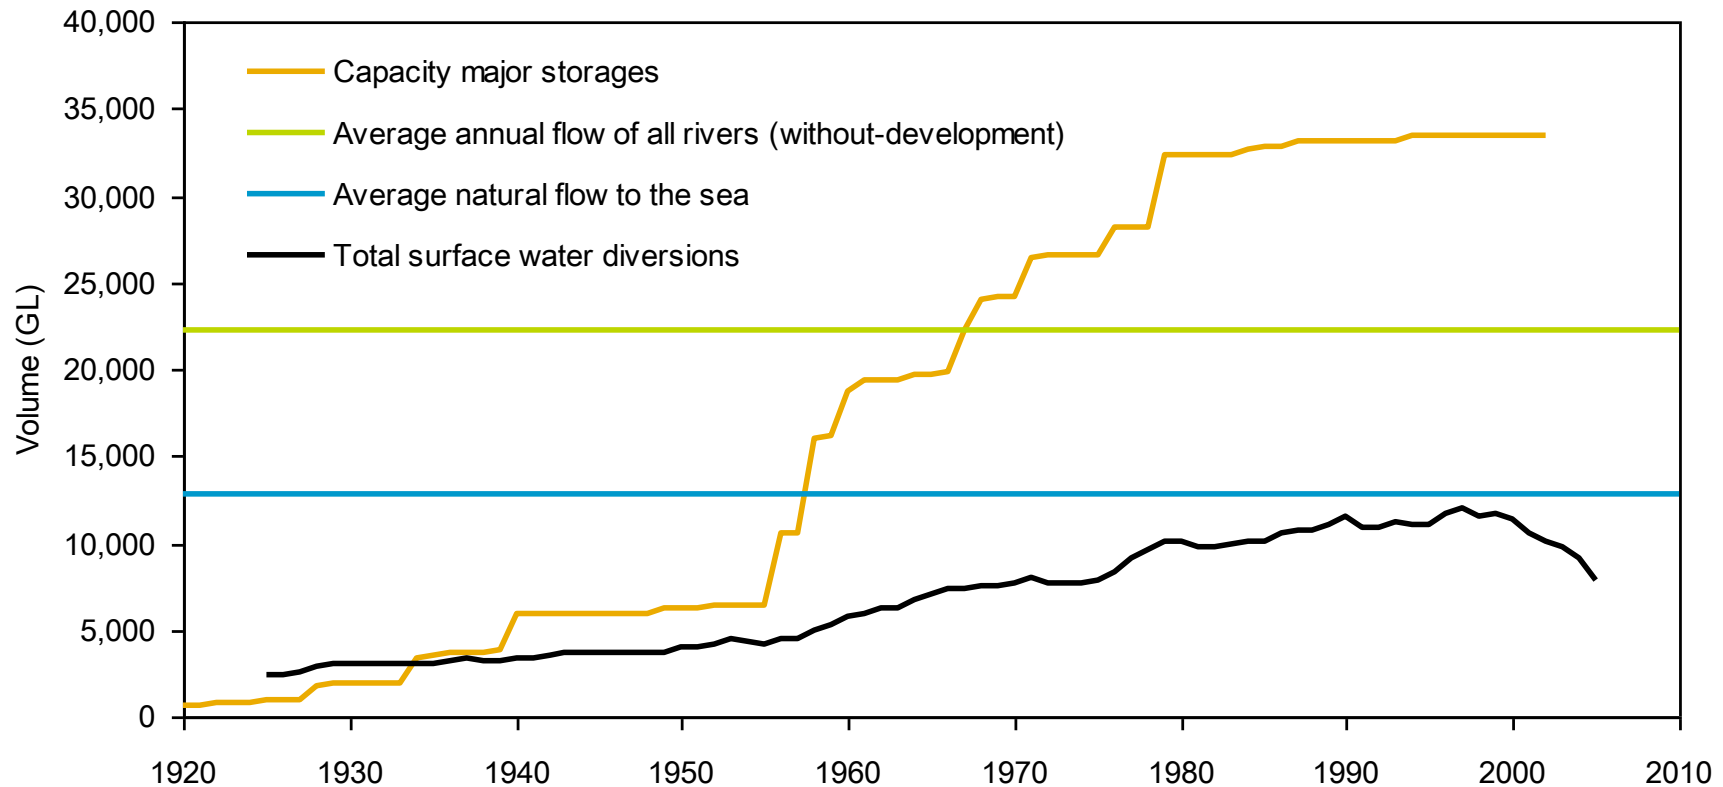 40,000
35,000
30,000
25,000
20,000
15,000
10,000
5,000
0
Volume (GL)
Capacity major storages
Average annual flow of all rivers (without-development)
Average natural flow to the sea
Total surface water diversions
1920 1930 1940 1950 1960 1970 1980 1990 2000 2010